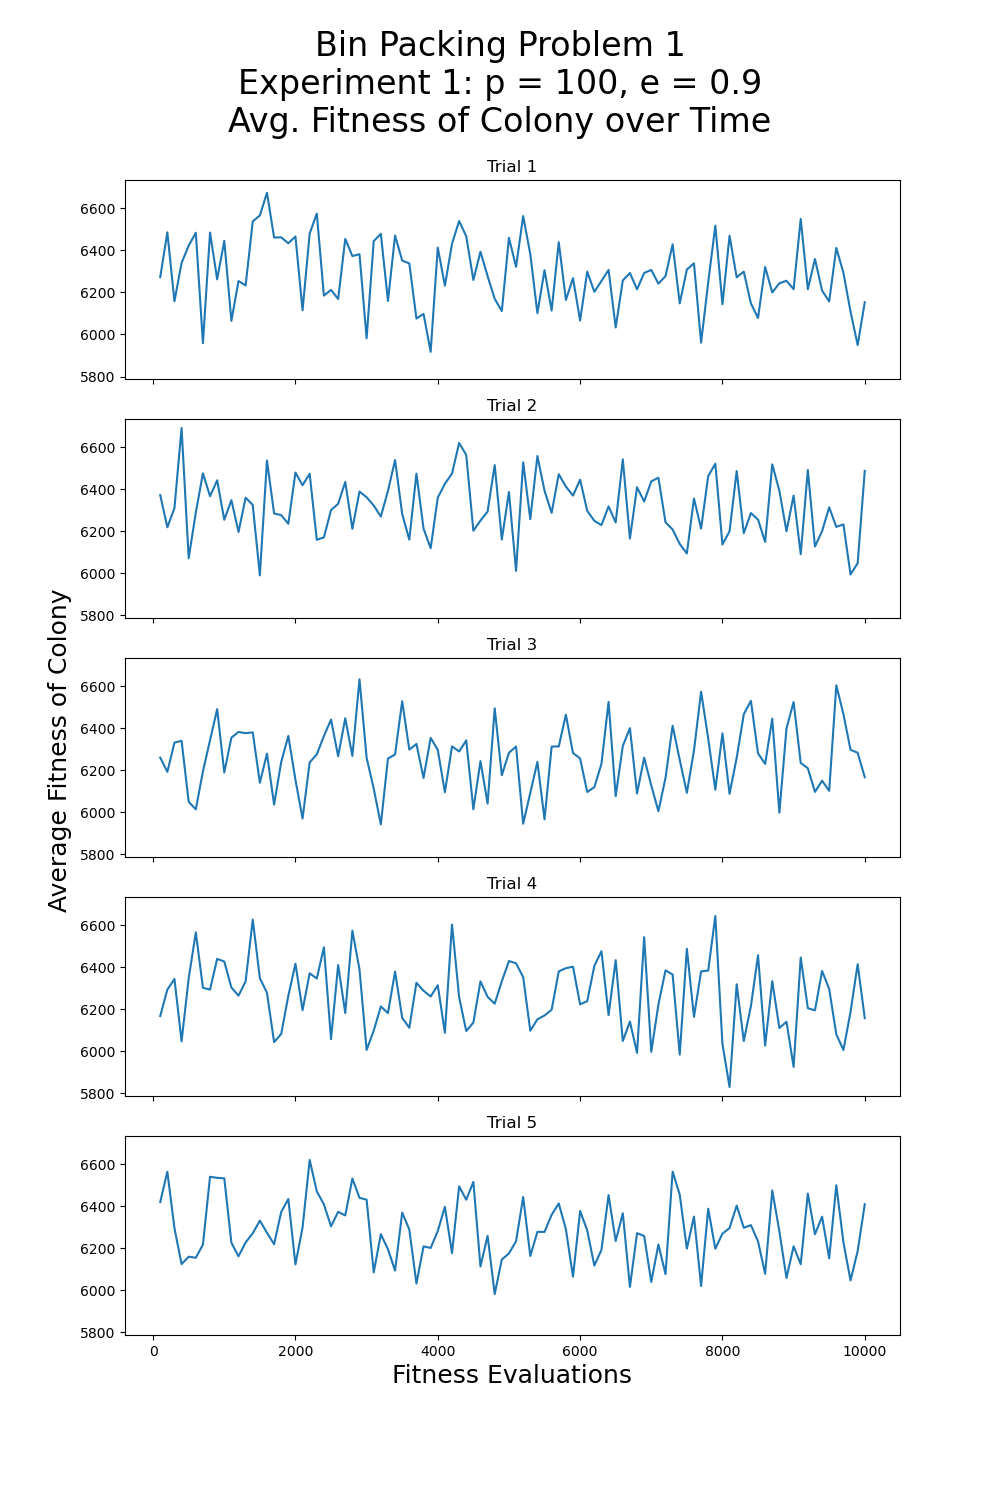 Bin Packing Problem 1
Experiment 1: p = 100, e = 0.9
Avg. Fitness of Colony over Time
Trial 1
6600
6400
6200
6000
5800
Trial 2
6600
6400
6200
6000
5800
Trial 3
6600
6400
6200
6000
5800
Trial 4
6600
6400
6200
6000
5800
Trial 5
6600
6400
6200
6000
5800
0 2000 4000 6000 8000 10000
Fitness Evaluations
Average Fitness of Colony